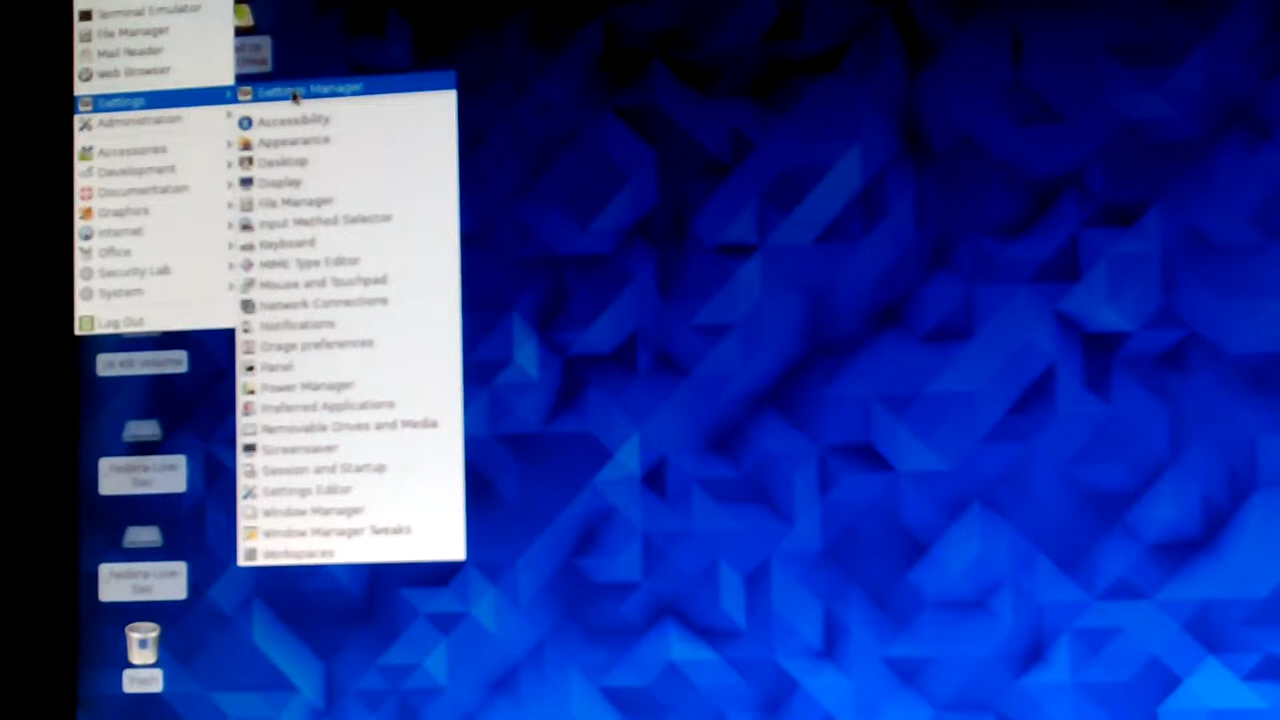 Terminal Emulator
File Manager
Mail Reader
Web Browser
Settings
Administration
Accessories
Development
Documentation
Graphics
Internet
Office
Security Lab
System
Log Out
Settings Manager
Accessibility
Appearance
Desktop
Display
File Manager
Input Method Selector
Keyboard
MIME Type Editor
Mouse and Touchpad
Network Connections
Notifications
Orage preferences
Panel
Power Manager
Preferred Applications
Removable Drives and Media
Screensaver
Session and Startup
Settings Editor
Window Manager
Window Manager Tweaks
Workspaces
Volume
Fedora-Live-
Fedora-Live-
Trash